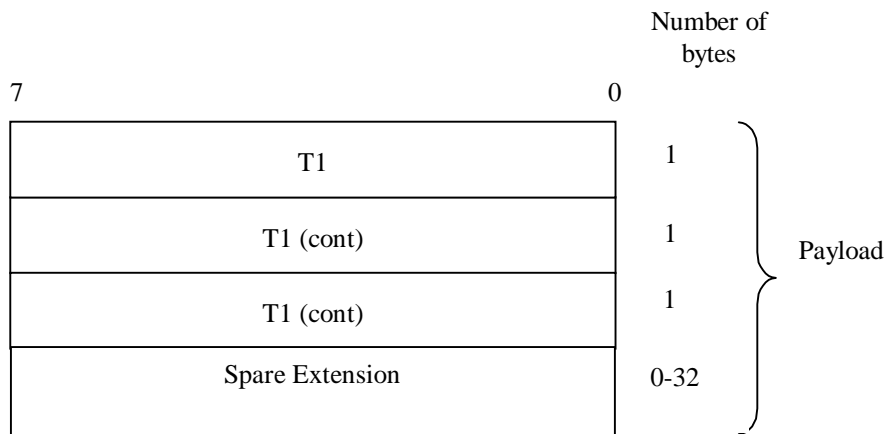 Number of
bytes
7 0
T1 1
T1 (cont) 1
Payload
T1 (cont) 1
Spare Extension 0-32